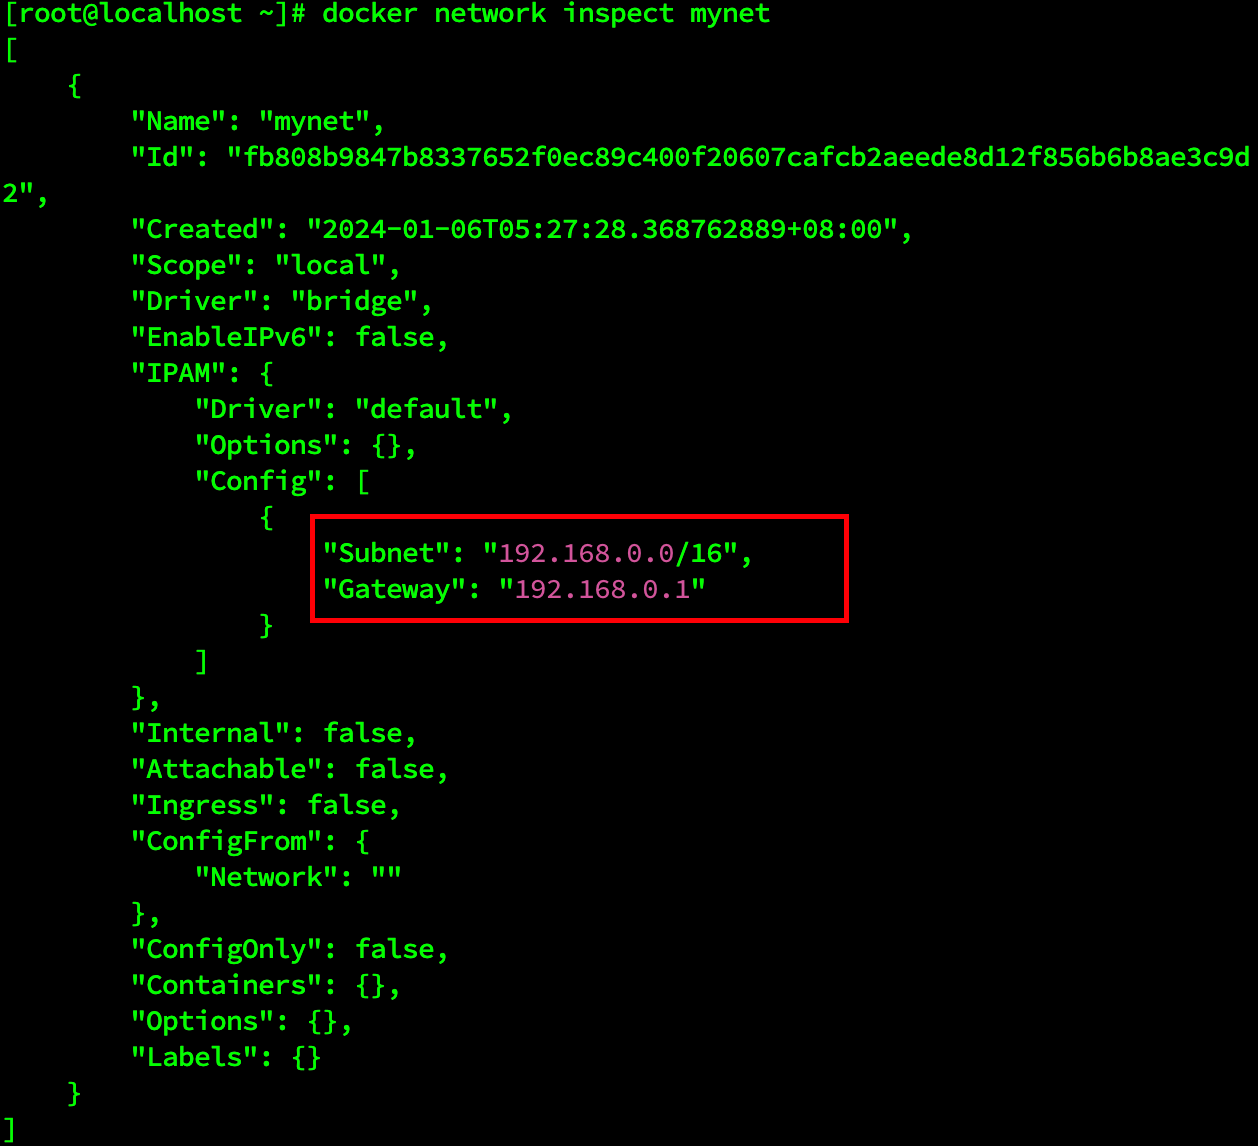 [root@localhost ~]# docker network inspect mynet
[
    {
        "Name": "mynet",
        "Id": "fb808b9847b8337652f0ec89c400f20607cafcb2aeede8d12f856b6b8ae3c9d
2",
        "Created": "2024-01-06T05:27:28.368762889+08:00",
        "Scope": "local",
        "Driver": "bridge",
        "EnableIPv6": false,
        "IPAM": {
            "Driver": "default",
            "Options": {},
            "Config": [
                {
                    "Subnet": "192.168.0.0/16",
                    "Gateway": "192.168.0.1"
                }
            ]
        },
        "Internal": false,
        "Attachable": false,
        "Ingress": false,
        "ConfigFrom": {
            "Network": ""
        },
        "ConfigOnly": false,
        "Containers": {},
        "Options": {},
        "Labels": {}
    }
]